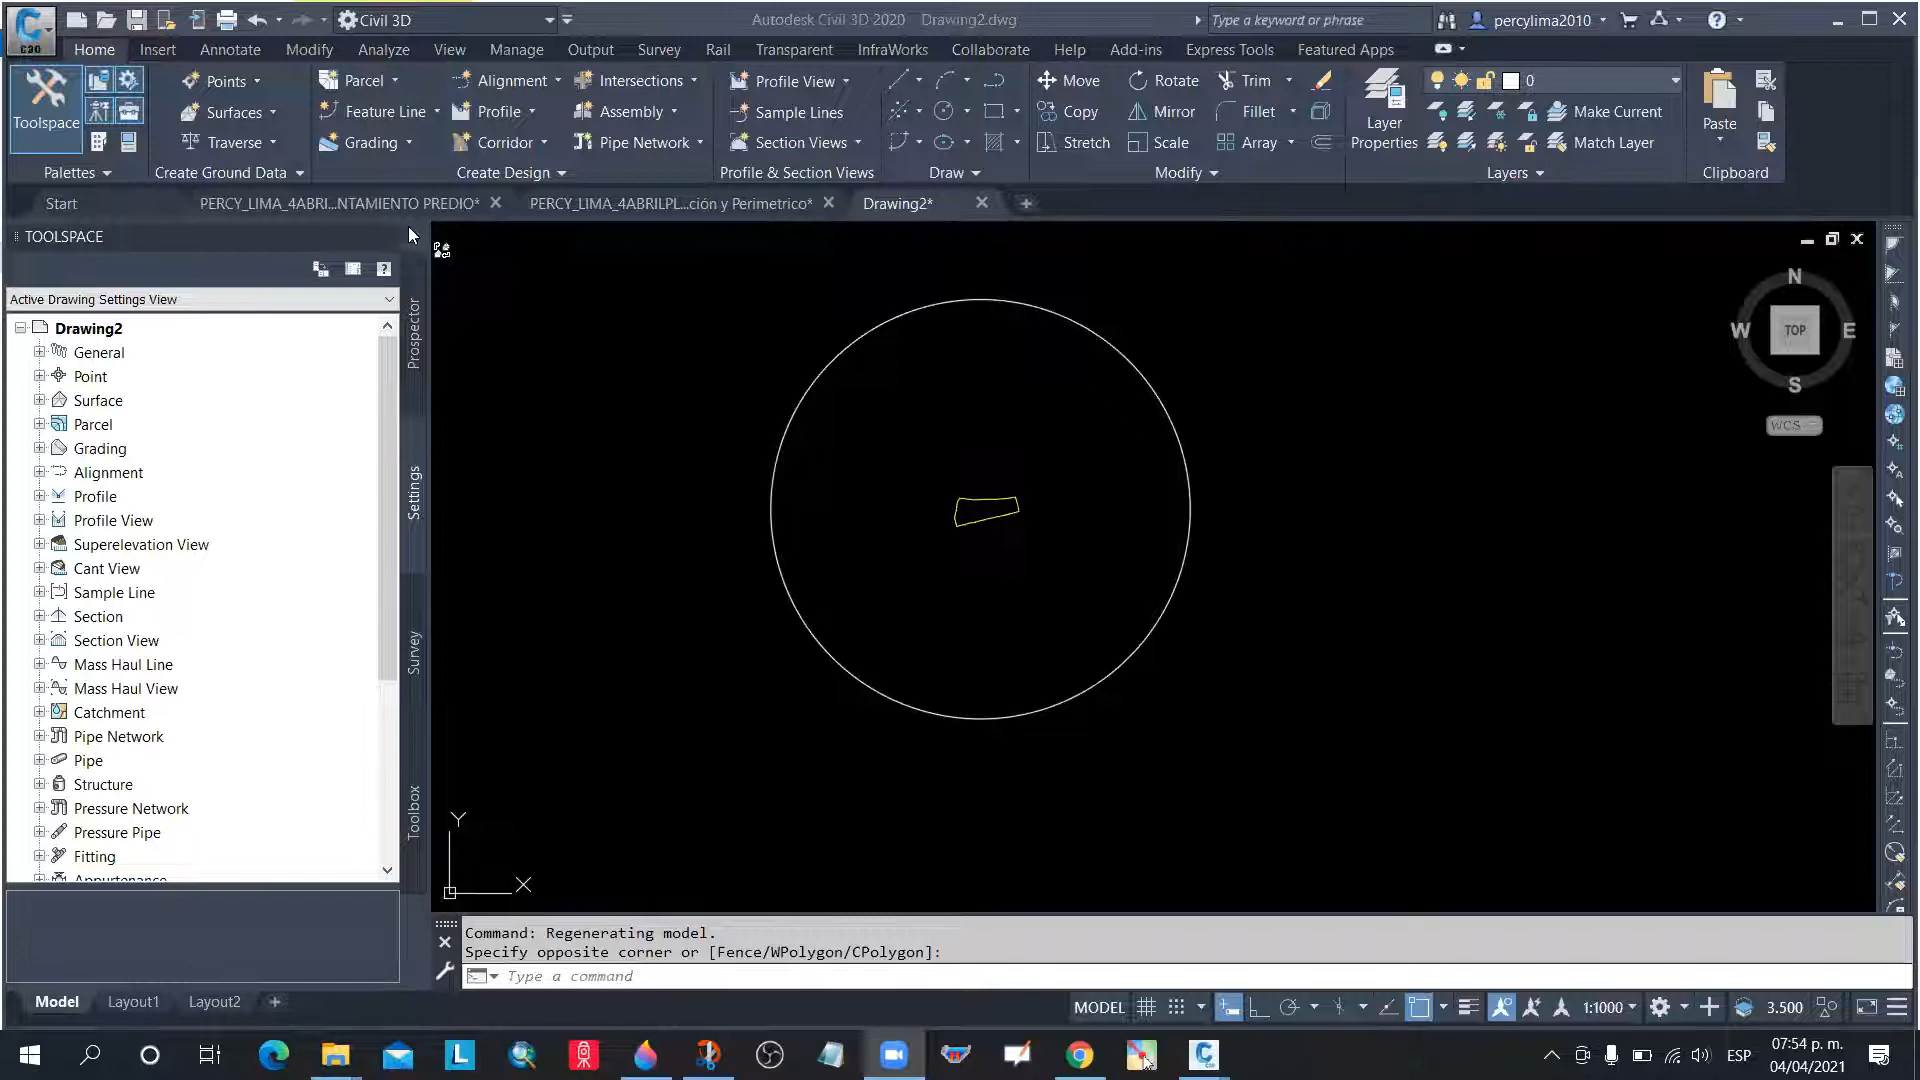 C3D
Civil 3D
Autodesk Civil 3D 2020 Drawing2.dwg
Type a keyword or phrase
percylima2010
Home Insert Annotate Modify Analyze View Manage Output Survey Rail Transparent InfraWorks Collaborate Help Add-ins Express Tools Featured Apps
Toolspace
Points
Surfaces
Traverse
Parcel
Feature Line
Grading
Alignment
Profile
Corridor
Intersections
Assembly
Pipe Network
Profile View
Sample Lines
Section Views
Move
Copy
Stretch
Rotate
Mirror
Scale
Trim
Fillet
Array
Layer
Properties
0
Make Current
Match Layer
Paste
Palettes Create Ground Data Create Design Profile & Section Views Draw Modify Layers Clipboard
Start PERCY_LIMA_4ABRI...NTAMIENTO PREDIO* PERCY_LIMA_4ABRILPL...ción y Perimetrico* Drawing2*
TOOLSPACE
Active Drawing Settings View
Drawing2
General
Point
Surface
Parcel
Grading
Alignment
Profile
Profile View
Superelevation View
Cant View
Sample Line
Section
Section View
Mass Haul Line
Mass Haul View
Catchment
Pipe Network
Pipe
Structure
Pressure Network
Pressure Pipe
Fitting
Appurtenance
Prospector
Settings
Survey
Toolbox
N
W TOP E
S
WCS
Y
X
Command: Regenerating model.
Specify opposite corner or [Fence/WPolygon/CPolygon]:
Type a command
Model Layout1 Layout2
MODEL 1:1000 3.500
ESP
07:54 p. m.
04/04/2021